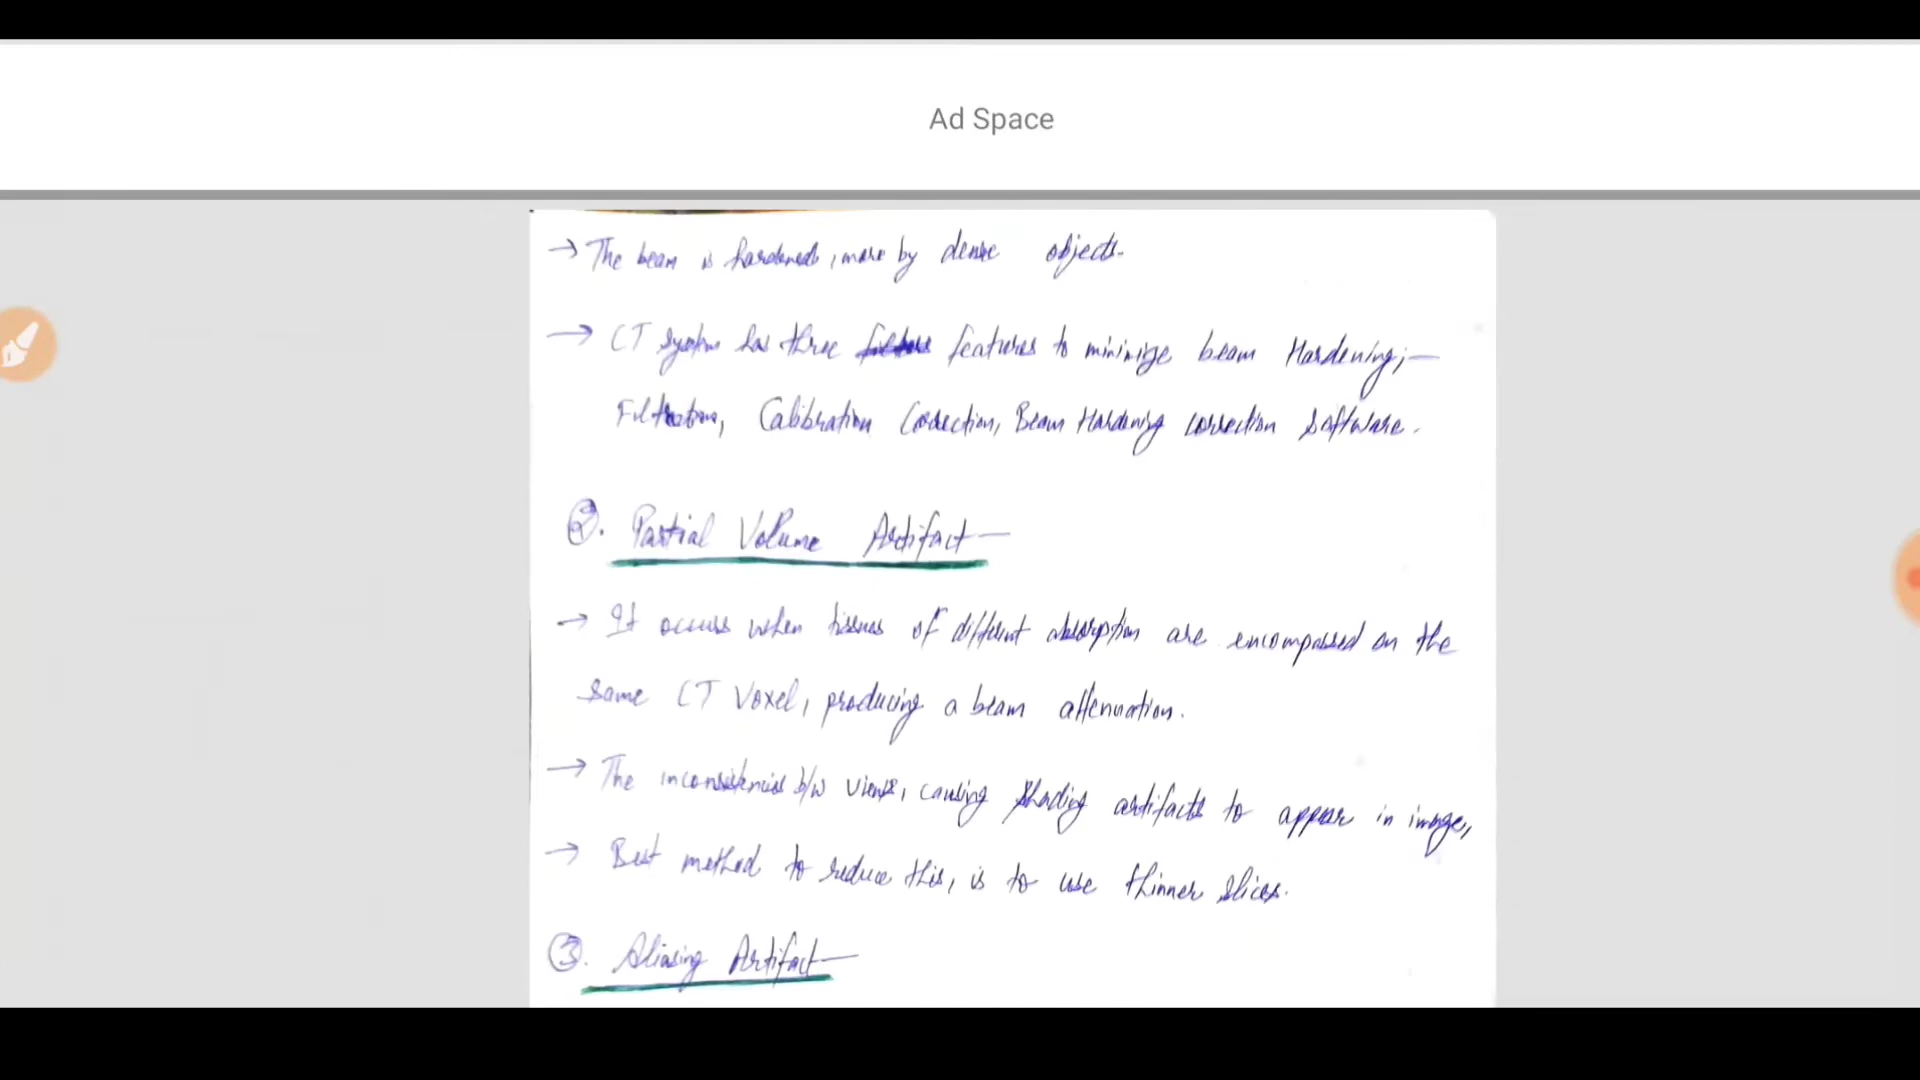 Ad Space
→ The beam is hardened, more by dense objects.
→ CT system has three features to minimize beam Hardening;—
Filtration, Calibration Correction, Beam Hardening correction Software.
②. Partial Volume Artifact—
→ It occurs when tissues of different absorption are encompassed on the
same CT Voxel, producing a beam attenuation.
→ The inconsistencies b/w views, causing shading artifacts to appear in image,
→ Best method to reduce this, is to use thinner slices.
③. Aliasing Artifact—